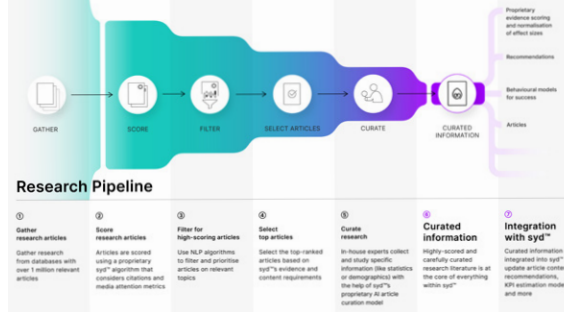 Proprietary
evidence scoring
and normalisation
of effect sizes
Recommendations
Behavioural models
for success
Articles
GATHER
SCORE
FILTER
SELECT ARTICLES
CURATE
CURATED
INFORMATION
Research Pipeline
1
Gather
research articles
Gather research
from databases with
over 1 million relevant
articles
2
Score
research articles
Articles are scored
using a proprietary
syd™ algorithm that
considers citations and
media attention metrics
3
Filter for
high-scoring articles
Use NLP algorithms
to filter and prioritise
articles on relevant
topics
4
Select
top articles
Select the top-ranked
articles based on
syd™s evidence and
content requirements
5
Curate
research
In-house experts collect
and study specific
information (like statistics
or demographics) with
the help of syd™s
proprietary AI article
curation model
6
Curated
information
Highly-scored and
carefully curated
research literature is at
the core of everything
within syd™
7
Integration
with syd™
Curated information
integrated into syd™
update article conte
recommendations,
KPI estimation mode
and more